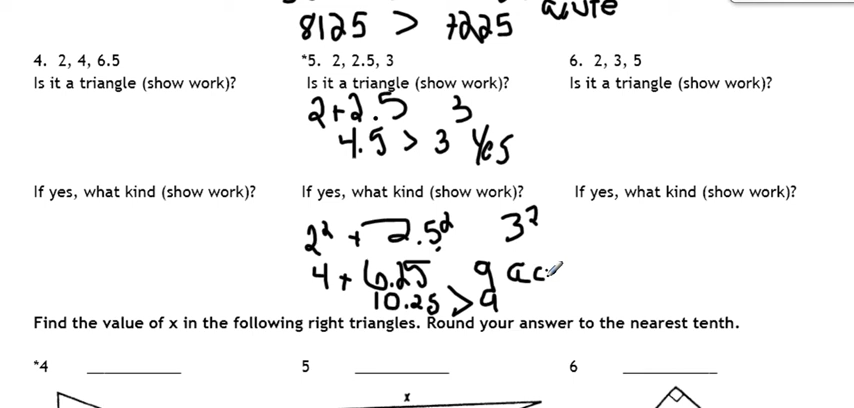 8125 > 7225 acute
4. 2, 4, 6.5
Is it a triangle (show work)?
*5. 2, 2.5, 3
Is it a triangle (show work)?
2+2.5 3
4.5 > 3 Yes
6. 2, 3, 5
Is it a triangle (show work)?
If yes, what kind (show work)?
If yes, what kind (show work)?
2² + 2.5² 3²
4 + 6.25 9 ac
10.25 > 9
If yes, what kind (show work)?
Find the value of x in the following right triangles. Round your answer to the nearest tenth.
*4 ____________
5 ____________
6 ____________
x